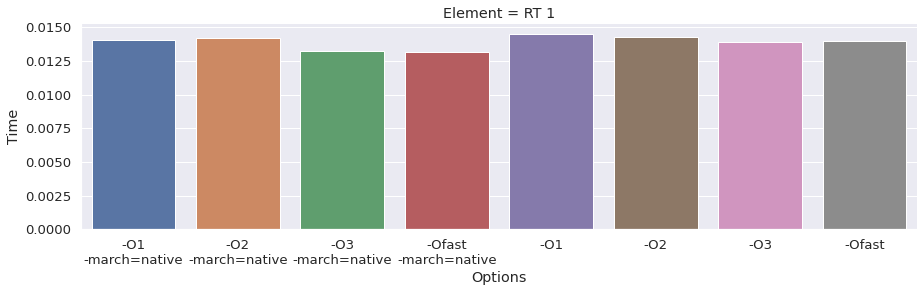 Element = RT 1
0.0150
0.0125
0.0100
0.0075
0.0050
0.0025
0.0000
Time
-O1
-march=native
-O2
-march=native
-O3
-march=native
-Ofast
-march=native
-O1
-O2
-O3
-Ofast
Options